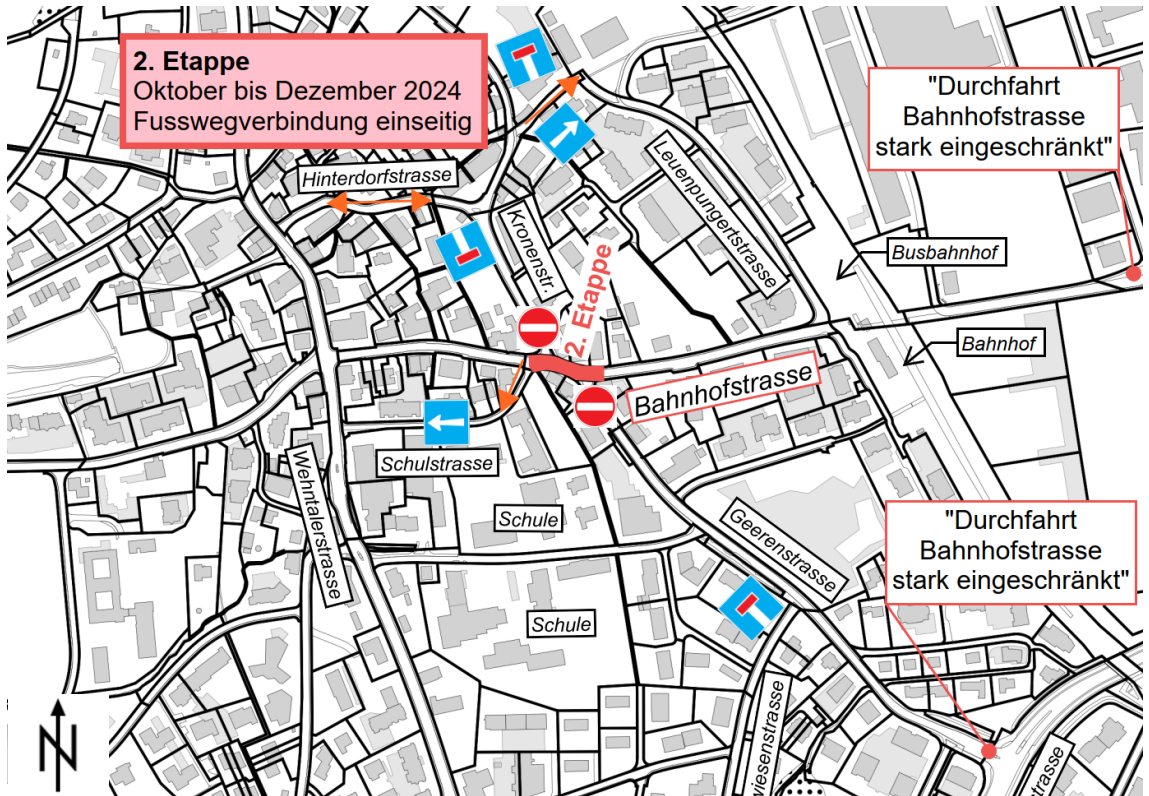 2. Etappe
Oktober bis Dezember 2024
Fusswegverbindung einseitig
"Durchfahrt
Bahnhofstrasse
stark eingeschränkt"
Hinterdorfstrasse
Kronenstr.
Leuenpungertstrasse
Busbahnhof
2. Etappe
Bahnhof
Bahnhofstrasse
Schulstrasse
Wehntalerstrasse
Schule
Geerenstrasse
"Durchfahrt
Bahnhofstrasse
stark eingeschränkt"
Schule
wiesenstrasse
strasse
N